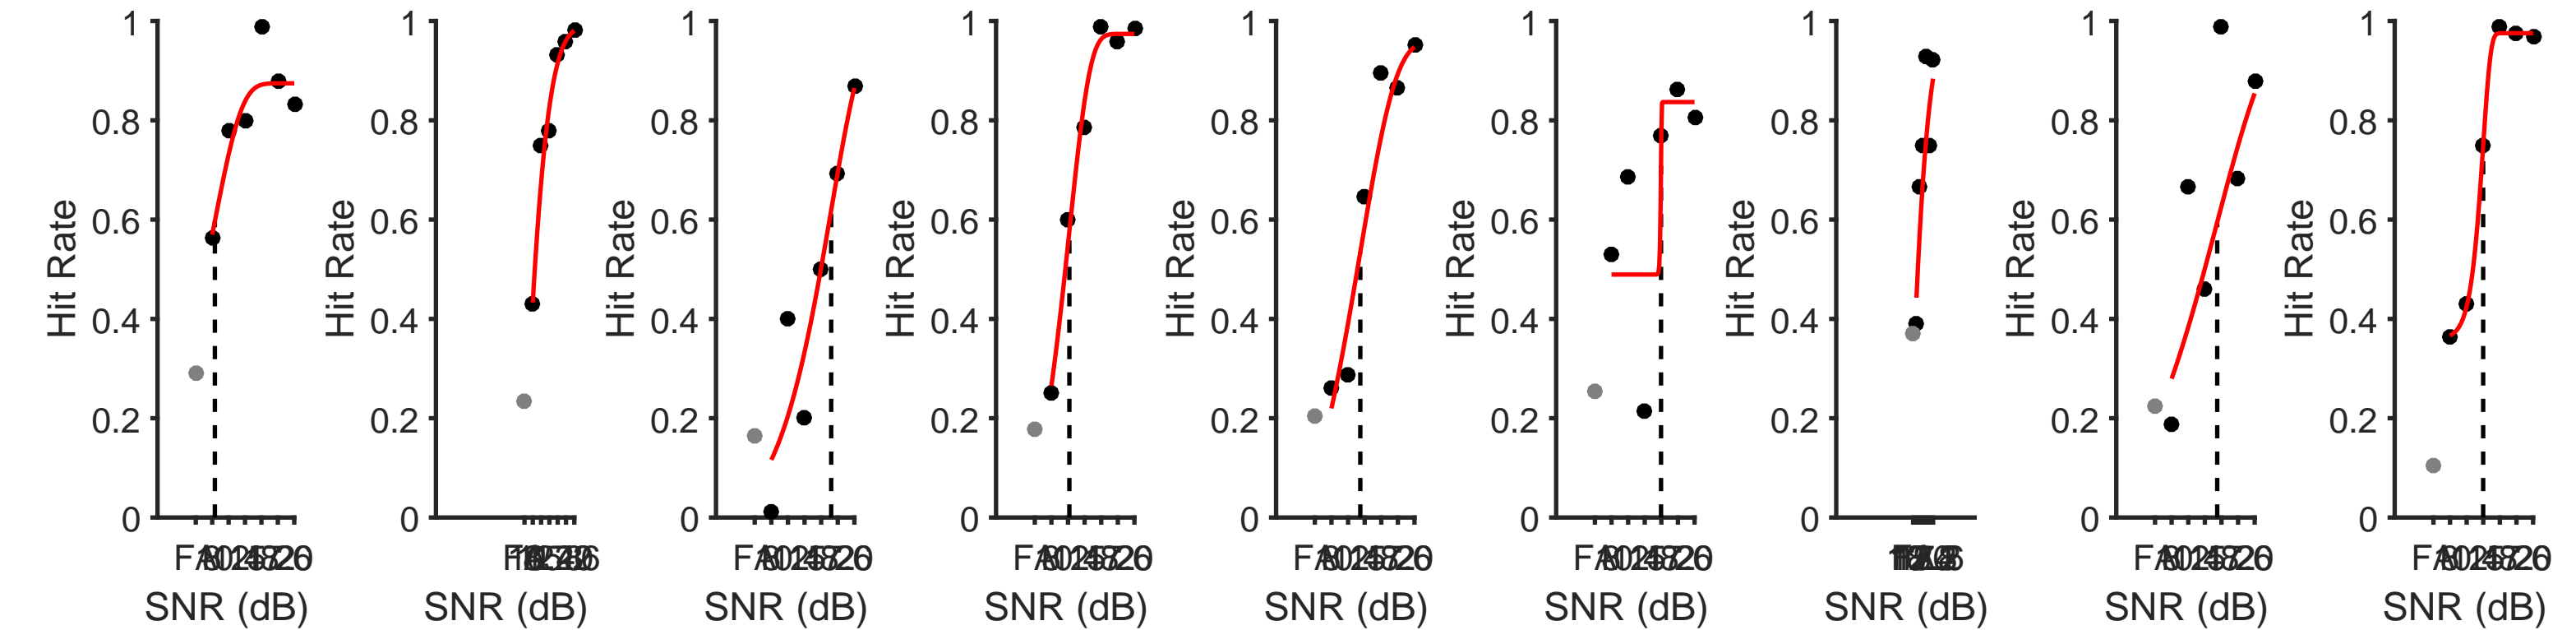 1 1 1 1 1 1 1 1 1
0.8 0.8 0.8 0.8 0.8 0.8 0.8 0.8 0.8
0.6 0.6 0.6 0.6 0.6 0.6 0.6 0.6 0.6
Hit Rate Hit Rate Hit Rate Hit Rate Hit Rate Hit Rate Hit Rate Hit Rate Hit Rate
0.4 0.4 0.4 0.4 0.4 0.4 0.4 0.4 0.4
0.2 0.2 0.2 0.2 0.2 0.2 0.2 0.2 0.2
0 0 0 0 0 0 0 0 0
SNR (dB) SNR (dB) SNR (dB) SNR (dB) SNR (dB) SNR (dB) SNR (dB) SNR (dB) SNR (dB)